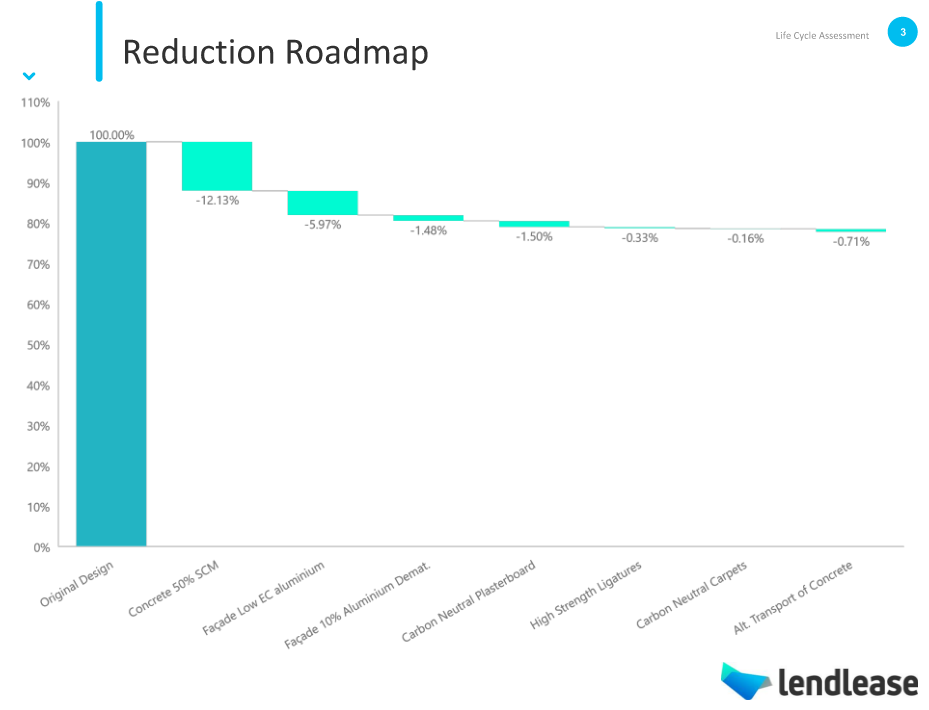 Reduction Roadmap
Life Cycle Assessment
3
110%
100%
90%
80%
70%
60%
50%
40%
30%
20%
10%
0%
100.00%
-12.13%
-5.97%
-1.48%
-1.50%
-0.33%
-0.16%
-0.71%
Original Design
Concrete 50% SCM
Façade Low EC aluminium
Façade 10% Aluminium Demat.
Carbon Neutral Plasterboard
High Strength Ligatures
Carbon Neutral Carpets
Alt. Transport of Concrete
lendlease